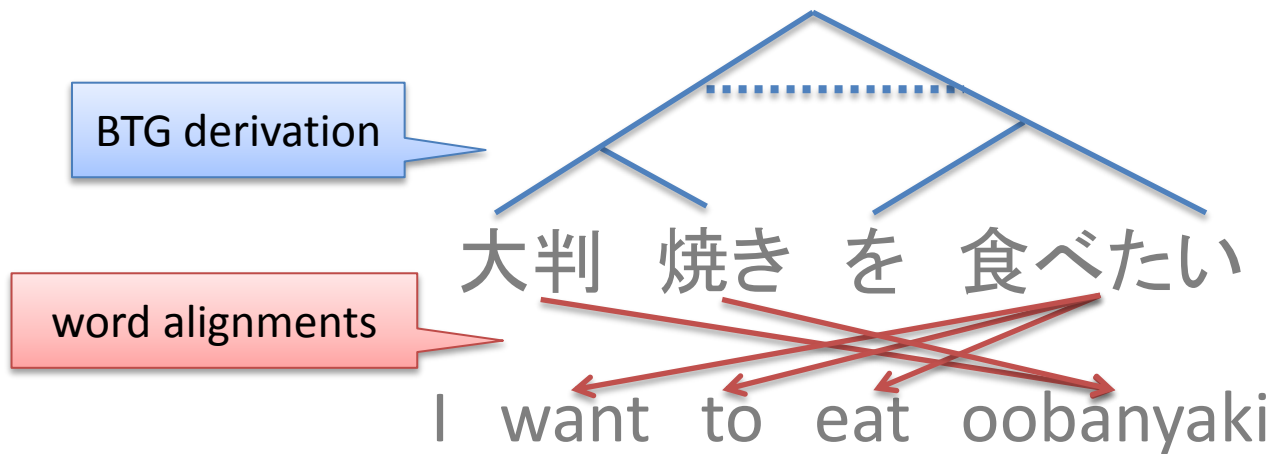 BTG derivation
大判 焼き を 食べたい
word alignments
I want to eat oobanyaki